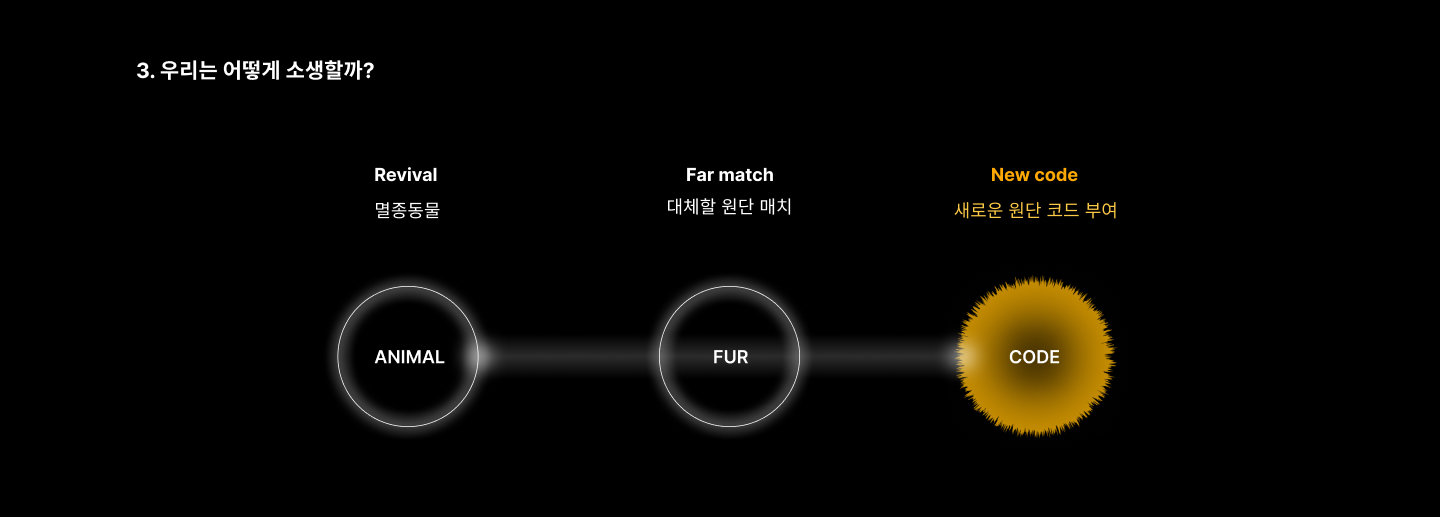 3. 우리는 어떻게 소생할까?
Revival
멸종동물
Far match
대체할 원단 매치
New code
새로운 원단 코드 부여
ANIMAL
FUR
CODE